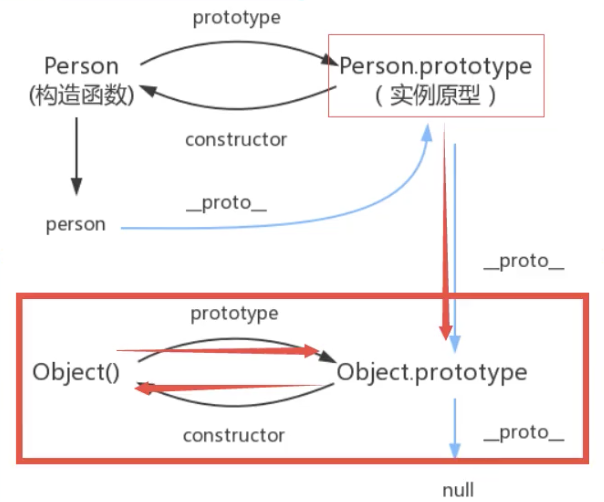 prototype
Person
(构造函数)
Person.prototype
（实例原型）
constructor
__proto__
person
__proto__
prototype
Object()
Object.prototype
constructor
__proto__
null